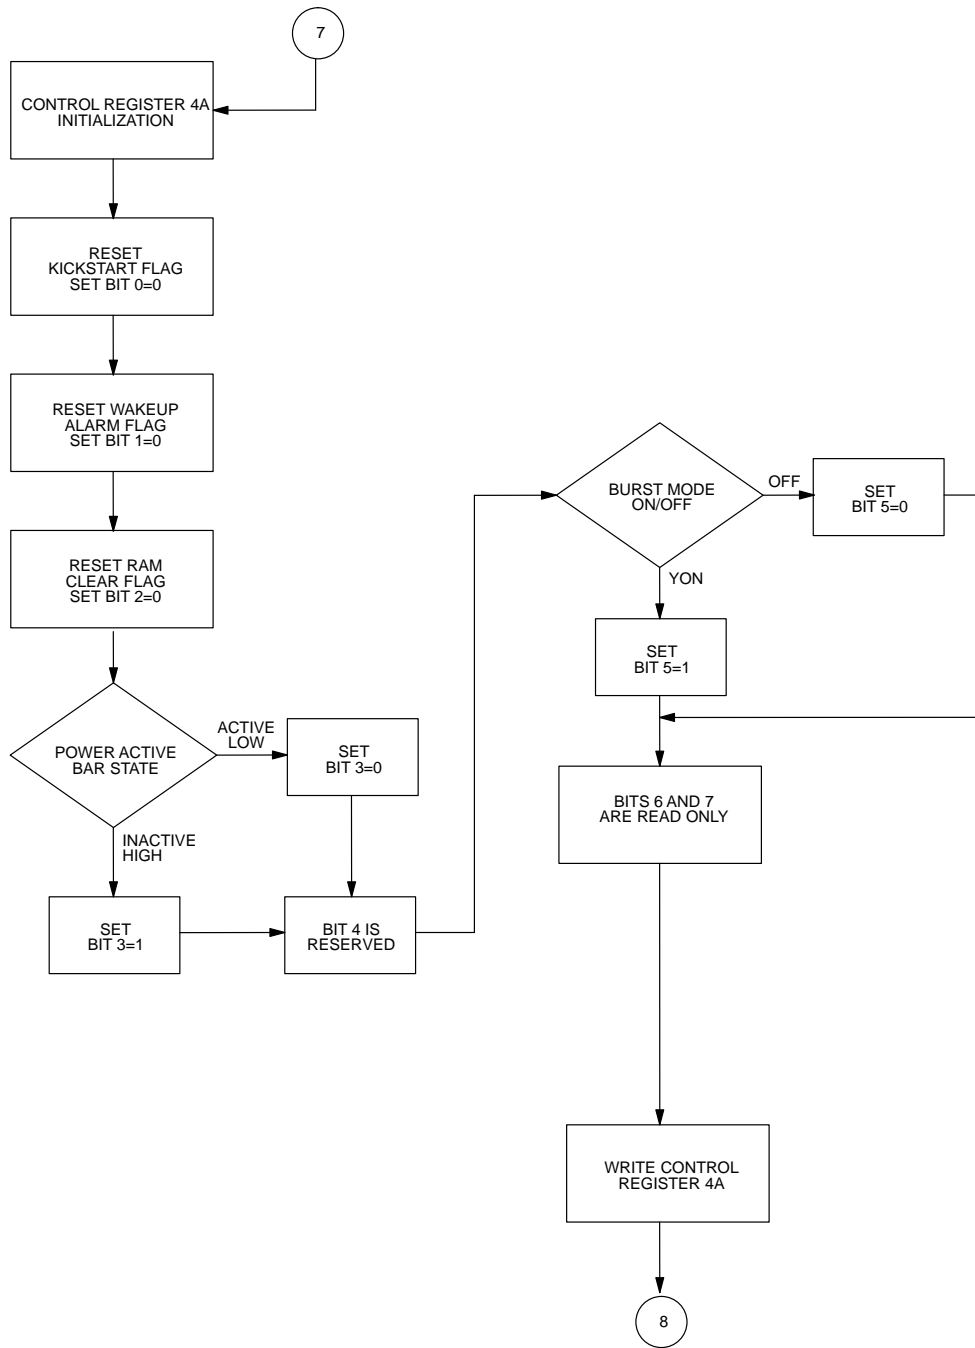 7
CONTROL REGISTER 4A
INITIALIZATION
RESET
KICKSTART FLAG
SET BIT 0=0
RESET WAKEUP
ALARM FLAG
SET BIT 1=0
RESET RAM
CLEAR FLAG
SET BIT 2=0
POWER ACTIVE
BAR STATE
ACTIVE
LOW
SET
BIT 3=0
INACTIVE
HIGH
SET
BIT 3=1
BIT 4 IS
RESERVED
BURST MODE
ON/OFF
OFF
SET
BIT 5=0
YON
SET
BIT 5=1
BITS 6 AND 7
ARE READ ONLY
WRITE CONTROL
REGISTER 4A
8